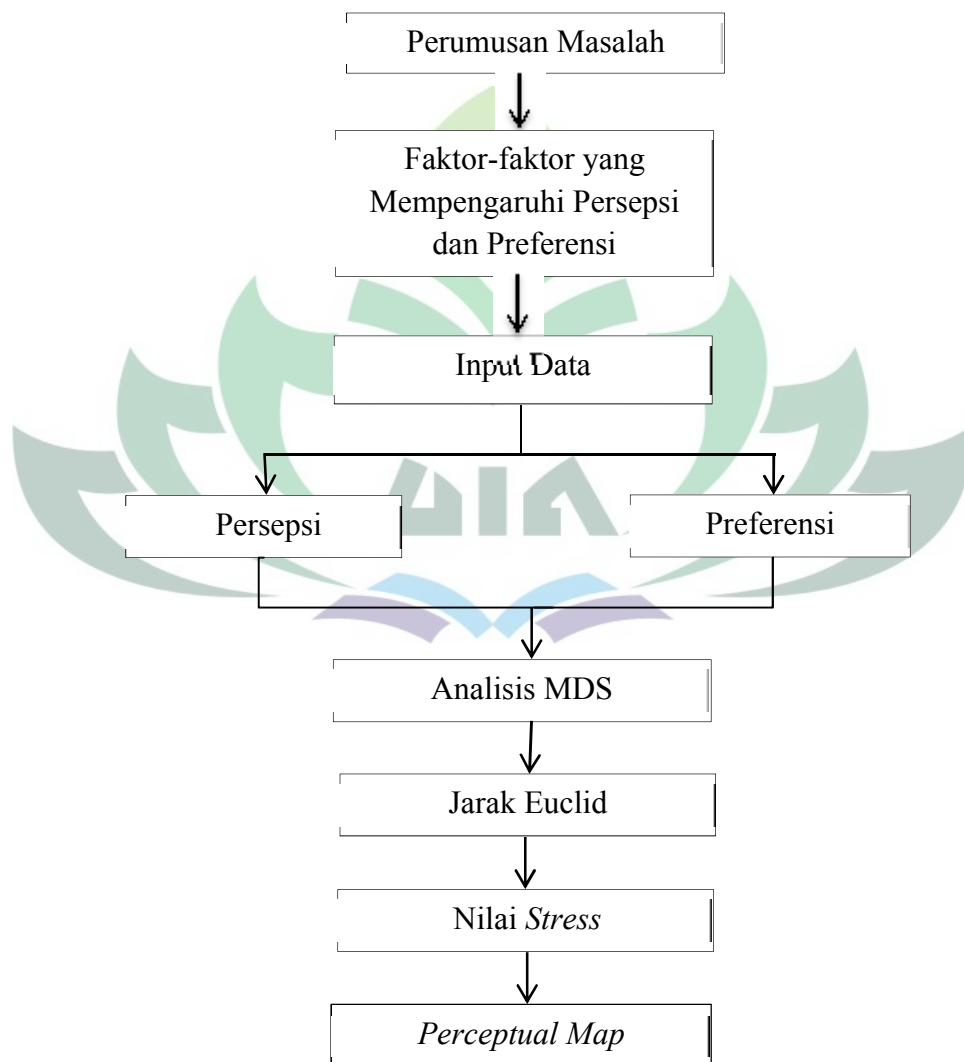 Perumusan Masalah
Faktor-faktor yang
Mempengaruhi Persepsi
dan Preferensi
Input Data
Persepsi
UIN
Preferensi
Analisis MDS
Jarak Euclid
Nilai Stress
Perceptual Map